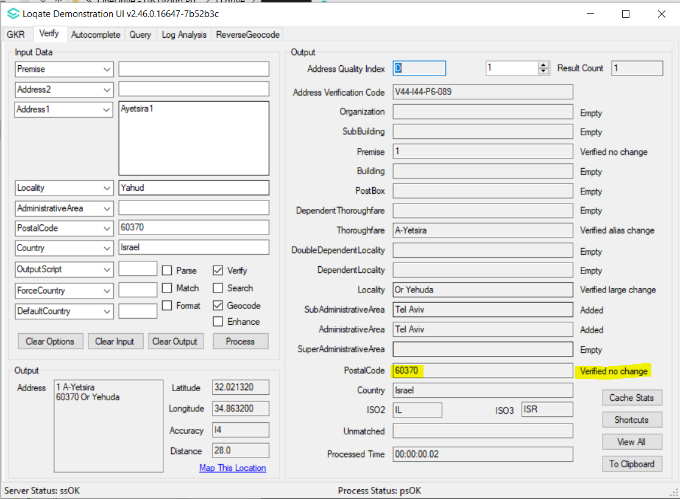 Loqate Demonstration UI v2.46.0.16647-7b52b3c
GKR Verify Autocomplete Query Log Analysis ReverseGeocode
Input Data
Premise
Address2
Address1 Ayetsira1
Locality Yahud
AdministrativeArea
PostalCode 60370
Country Israel
OutputScript Parse Verify
ForceCountry Match Search
DefaultCountry Format Geocode
Enhance
Clear Options Clear Input Clear Output Process
Output
Address 1 A-Yetsira
60370 Or Yehuda
Latitude 32.021320
Longitude 34.863200
Accuracy I4
Distance 28.0
Map This Location
Output
Address Quality Index D 1 Result Count 1
Address Verification Code V44-I44-P6-089
Organization Empty
SubBuilding Empty
Premise 1 Verified no change
Building Empty
PostBox Empty
DependentThoroughfare Empty
Thoroughfare A-Yetsira Verified alias change
DoubleDependentLocality Empty
DependentLocality Empty
Locality Or Yehuda Verified large change
SubAdministrativeArea Tel Aviv Added
AdministrativeArea Tel Aviv Added
SuperAdministrativeArea Empty
PostalCode 60370 Verified no change
Country Israel
ISO2 IL ISO3 ISR
Unmatched
Processed Time 00:00:00.02
Cache Stats
Shortcuts
View All
To Clipboard
Server Status: ssOK Process Status: psOK